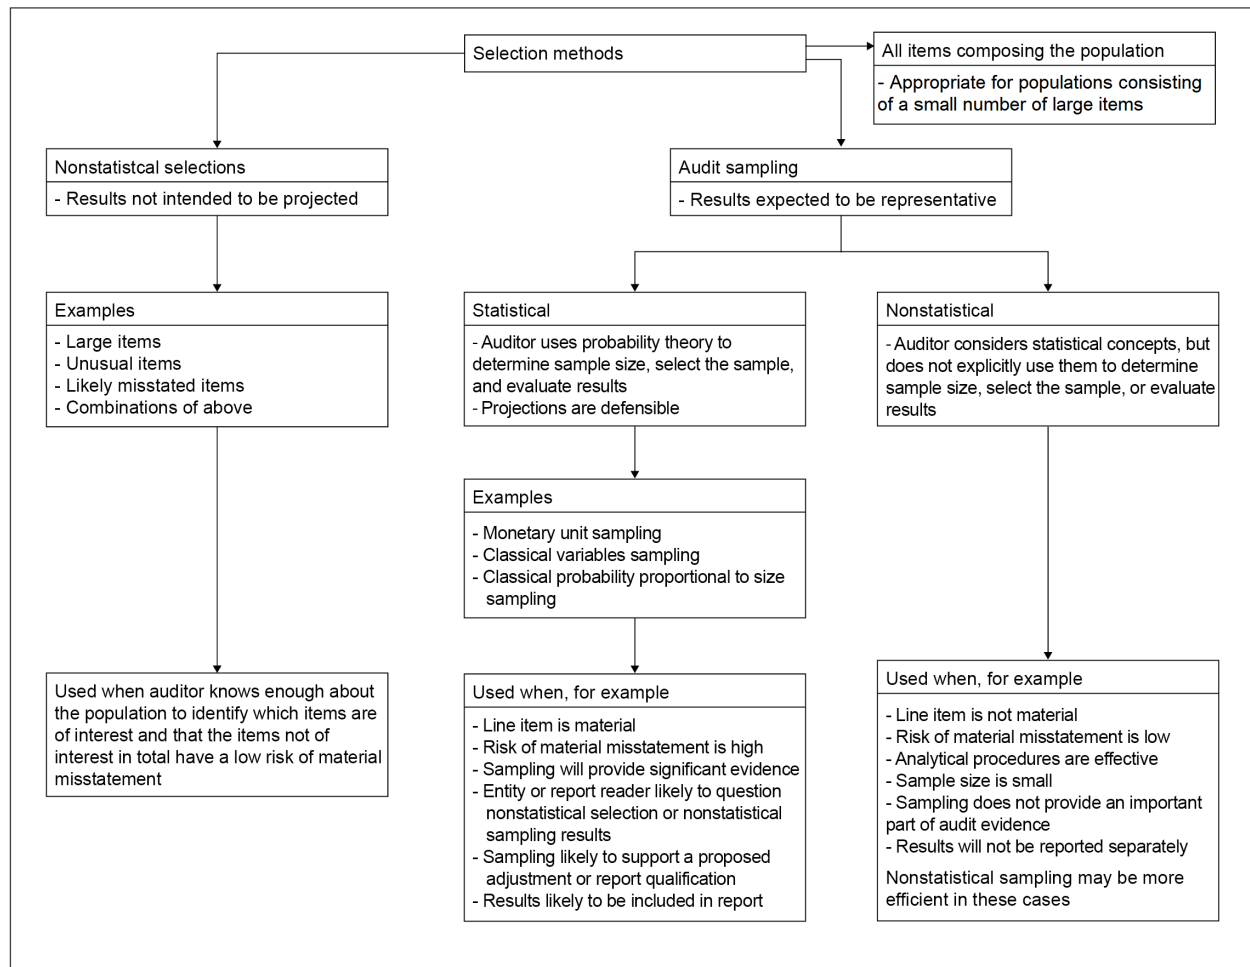 Selection methods
All items composing the population
- Appropriate for populations consisting
of a small number of large items
Nonstatistcal selections
- Results not intended to be projected
Audit sampling
- Results expected to be representative
Examples
- Large items
- Unusual items
- Likely misstated items
- Combinations of above
Statistical
- Auditor uses probability theory to
determine sample size, select the sample,
and evaluate results
- Projections are defensible
Nonstatistical
- Auditor considers statistical concepts, but
does not explicitly use them to determine
sample size, select the sample, or evaluate
results
Examples
- Monetary unit sampling
- Classical variables sampling
- Classical probability proportional to size
sampling
Used when auditor knows enough about
the population to identify which items are
of interest and that the items not of
interest in total have a low risk of material
misstatement
Used when, for example
- Line item is material
- Risk of material misstatement is high
- Sampling will provide significant evidence
- Entity or report reader likely to question
nonstatistical selection or nonstatistical
sampling results
- Sampling likely to support a proposed
adjustment or report qualification
- Results likely to be included in report
Used when, for example
- Line item is not material
- Risk of material misstatement is low
- Analytical procedures are effective
- Sample size is small
- Sampling does not provide an important
part of audit evidence
- Results will not be reported separately
Nonstatistical sampling may be more
efficient in these cases